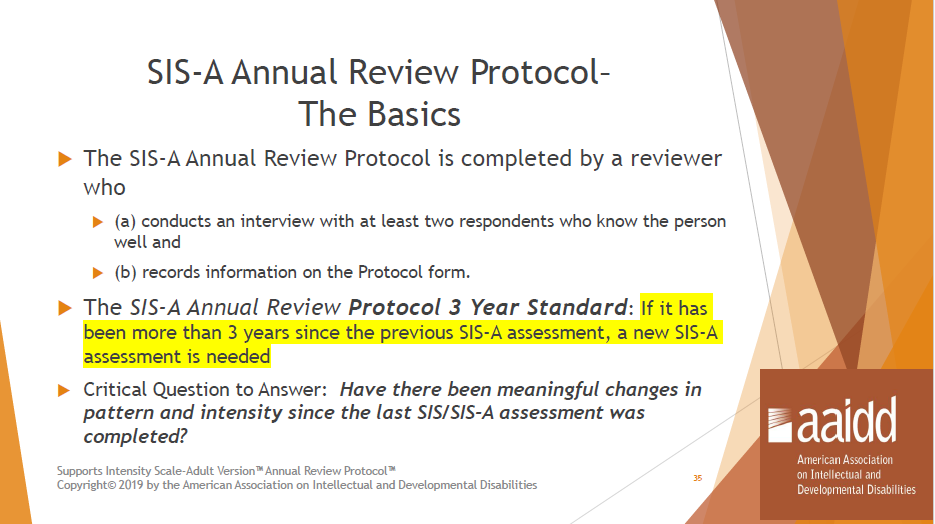 SIS-A Annual Review Protocol–
The Basics
The SIS-A Annual Review Protocol is completed by a reviewer
who
(a) conducts an interview with at least two respondents who know the person
well and
(b) records information on the Protocol form.
The SIS-A Annual Review Protocol 3 Year Standard: If it has
been more than 3 years since the previous SIS-A assessment, a new SIS-A
assessment is needed
Critical Question to Answer: Have there been meaningful changes in
pattern and intensity since the last SIS/SIS-A assessment was
completed?
Supports Intensity Scale-Adult Version™ Annual Review Protocol™
Copyright© 2019 by the American Association on Intellectual and Developmental Disabilities
35
aaidd
American Association
on Intellectual and
Developmental Disabilities